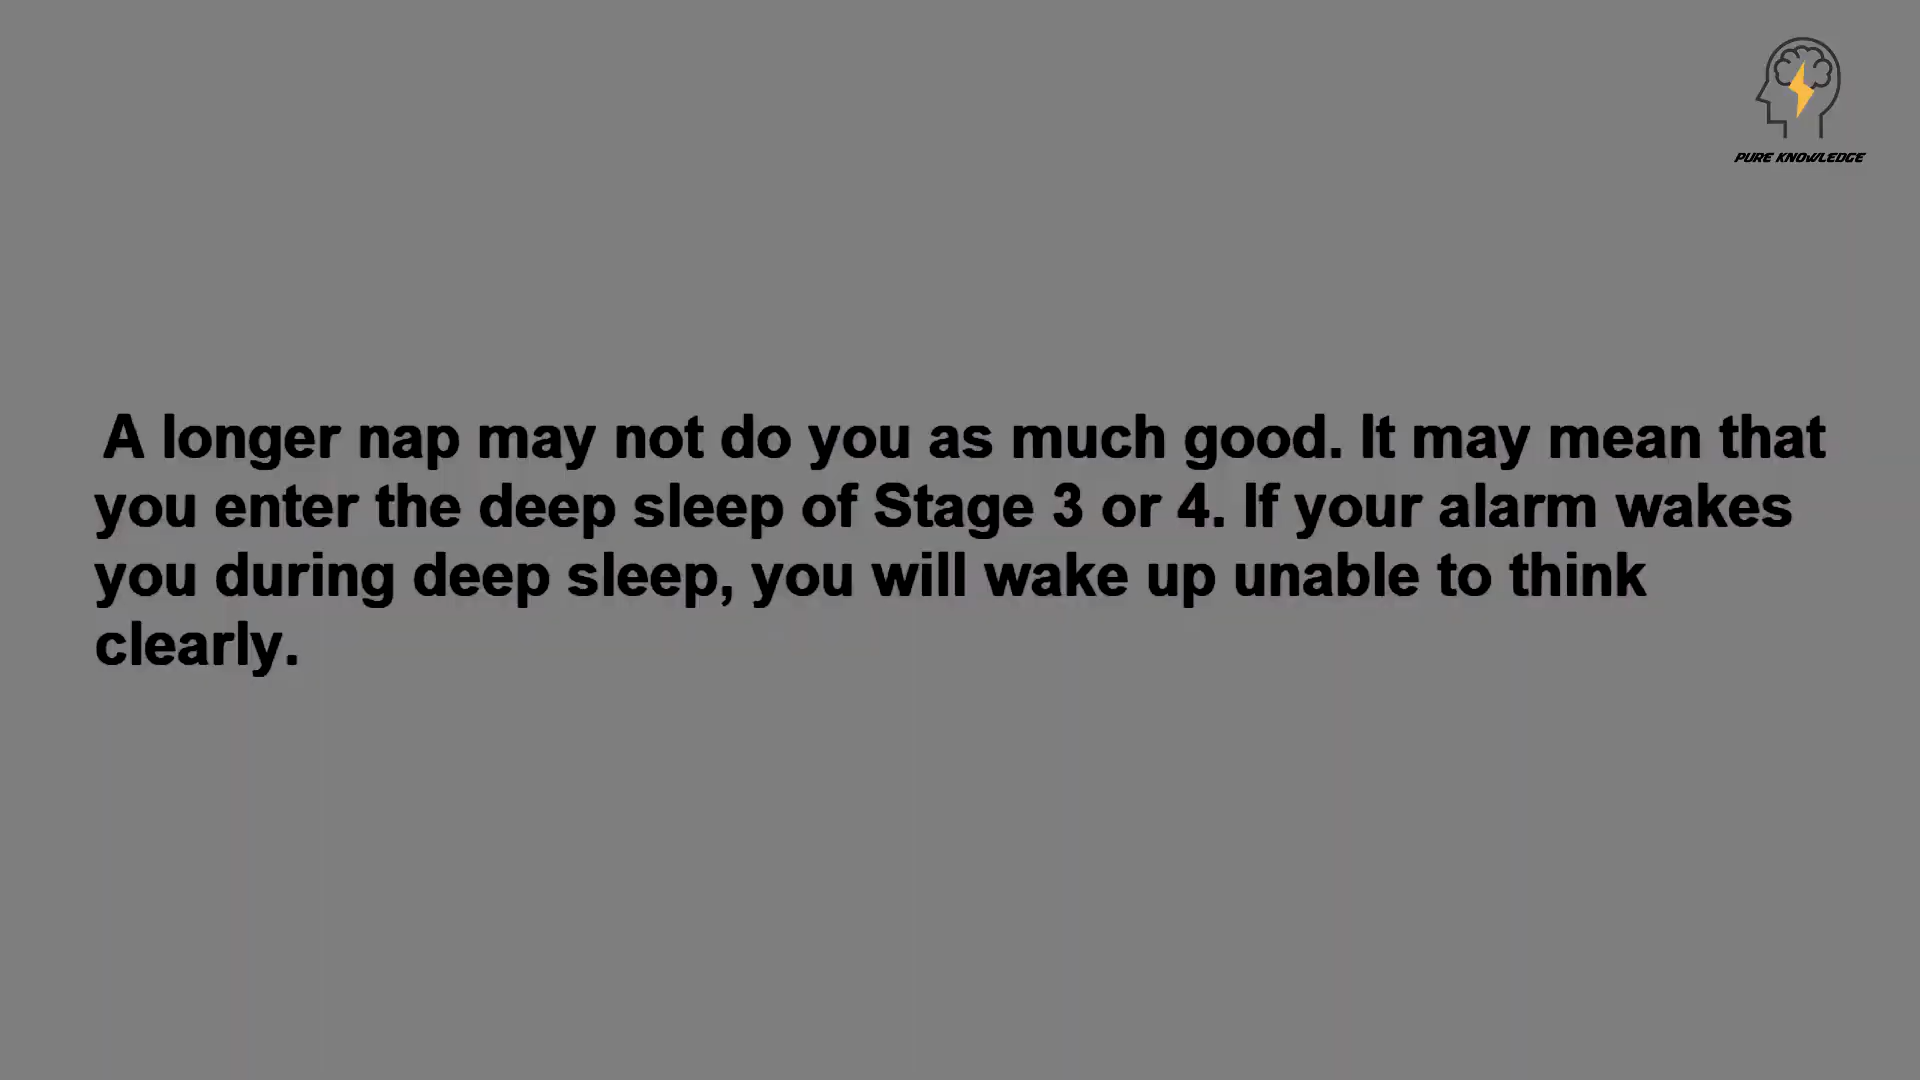 PURE KNOWLEDGE
A longer nap may not do you as much good. It may mean that
you enter the deep sleep of Stage 3 or 4. If your alarm wakes
you during deep sleep, you will wake up unable to think
clearly.